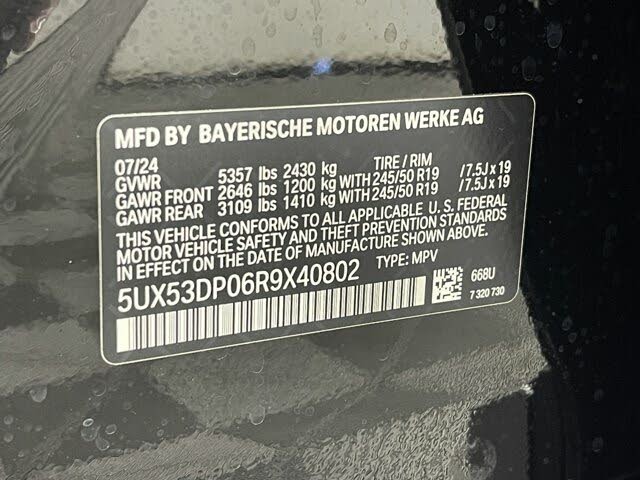 MFD BY BAYERISCHE MOTOREN WERKE AG
07/24 TIRE / RIM
GVWR 5357 lbs 2430 kg
GAWR FRONT 2646 lbs 1200 kg WITH 245/50 R19 /7.5J x 19
GAWR REAR 3109 lbs 1410 kg WITH 245/50 R19 /7.5J x 19
THIS VEHICLE CONFORMS TO ALL APPLICABLE U. S. FEDERAL
MOTOR VEHICLE SAFETY AND THEFT PREVENTION STANDARDS
IN EFFECT ON THE DATE OF MANUFACTURE SHOWN ABOVE.
5UX53DP06R9X40802 TYPE: MPV
668U
7 320 730